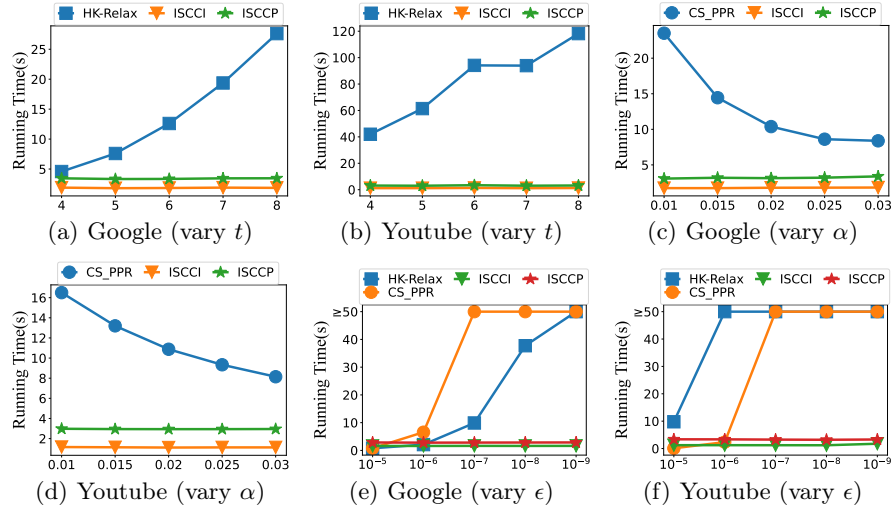 HK-Relax ISCCI ISCCP
Running Time(s)
25
20
15
10
5
4 5 6 7 8
(a) Google (vary t)
HK-Relax ISCCI ISCCP
Running Time(s)
120
100
80
60
40
20
0
4 5 6 7 8
(b) Youtube (vary t)
CS_PPR ISCCI ISCCP
Running Time(s)
20
15
10
5
0.01 0.015 0.02 0.025 0.03
(c) Google (vary α)
CS_PPR ISCCI ISCCP
Running Time(s)
16
14
12
10
8
6
4
2
0.01 0.015 0.02 0.025 0.03
(d) Youtube (vary α)
HK-Relax ISCCI ISCCP
CS_PPR
Running Time(s)
≥50
40
30
20
10
0
10⁻⁵ 10⁻⁶ 10⁻⁷ 10⁻⁸ 10⁻⁹
(e) Google (vary ϵ)
HK-Relax ISCCI ISCCP
CS_PPR
Running Time(s)
≥50
40
30
20
10
0
10⁻⁵ 10⁻⁶ 10⁻⁷ 10⁻⁸ 10⁻⁹
(f) Youtube (vary ϵ)